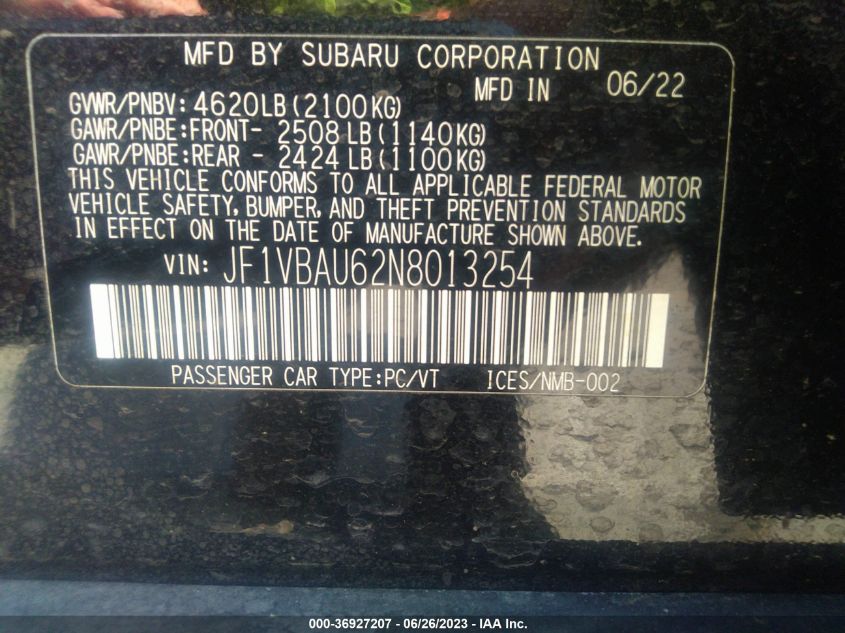 MFD BY SUBARU CORPORATION
MFD IN 06/22
GVWR/PNBV: 4620LB(2100KG)
GAWR/PNBE:FRONT- 2508LB(1140KG)
GAWR/PNBE:REAR - 2424LB(1100KG)
THIS VEHICLE CONFORMS TO ALL APPLICABLE FEDERAL MOTOR
VEHICLE SAFETY, BUMPER, AND THEFT PREVENTION STANDARDS
IN EFFECT ON THE DATE OF MANUFACTURE SHOWN ABOVE.
VIN: JF1VBAU62N8013254
PASSENGER CAR TYPE:PC/VT ICES/NMB-002
000-36927207 - 06/26/2023 - IAA Inc.